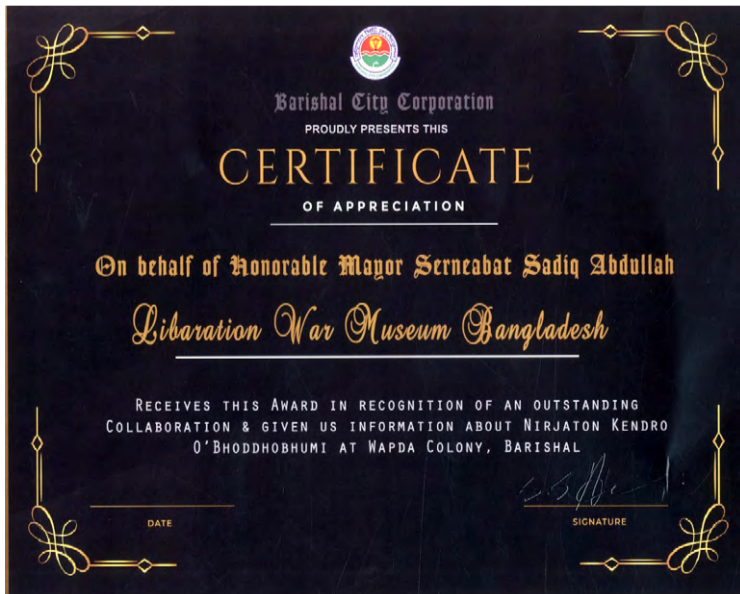 Barishal City Corporation
PROUDLY PRESENTS THIS
CERTIFICATE
OF APPRECIATION
On behalf of Honorable Mayor Serneabat Sadiq Abdullah
Libaration War Museum Bangladesh
RECEIVES THIS AWARD IN RECOGNITION OF AN OUTSTANDING
COLLABORATION & GIVEN US INFORMATION ABOUT NIRJATON KENDRO
O'BHODDHOBHUMI AT WAPDA COLONY, BARISHAL
DATE
SIGNATURE